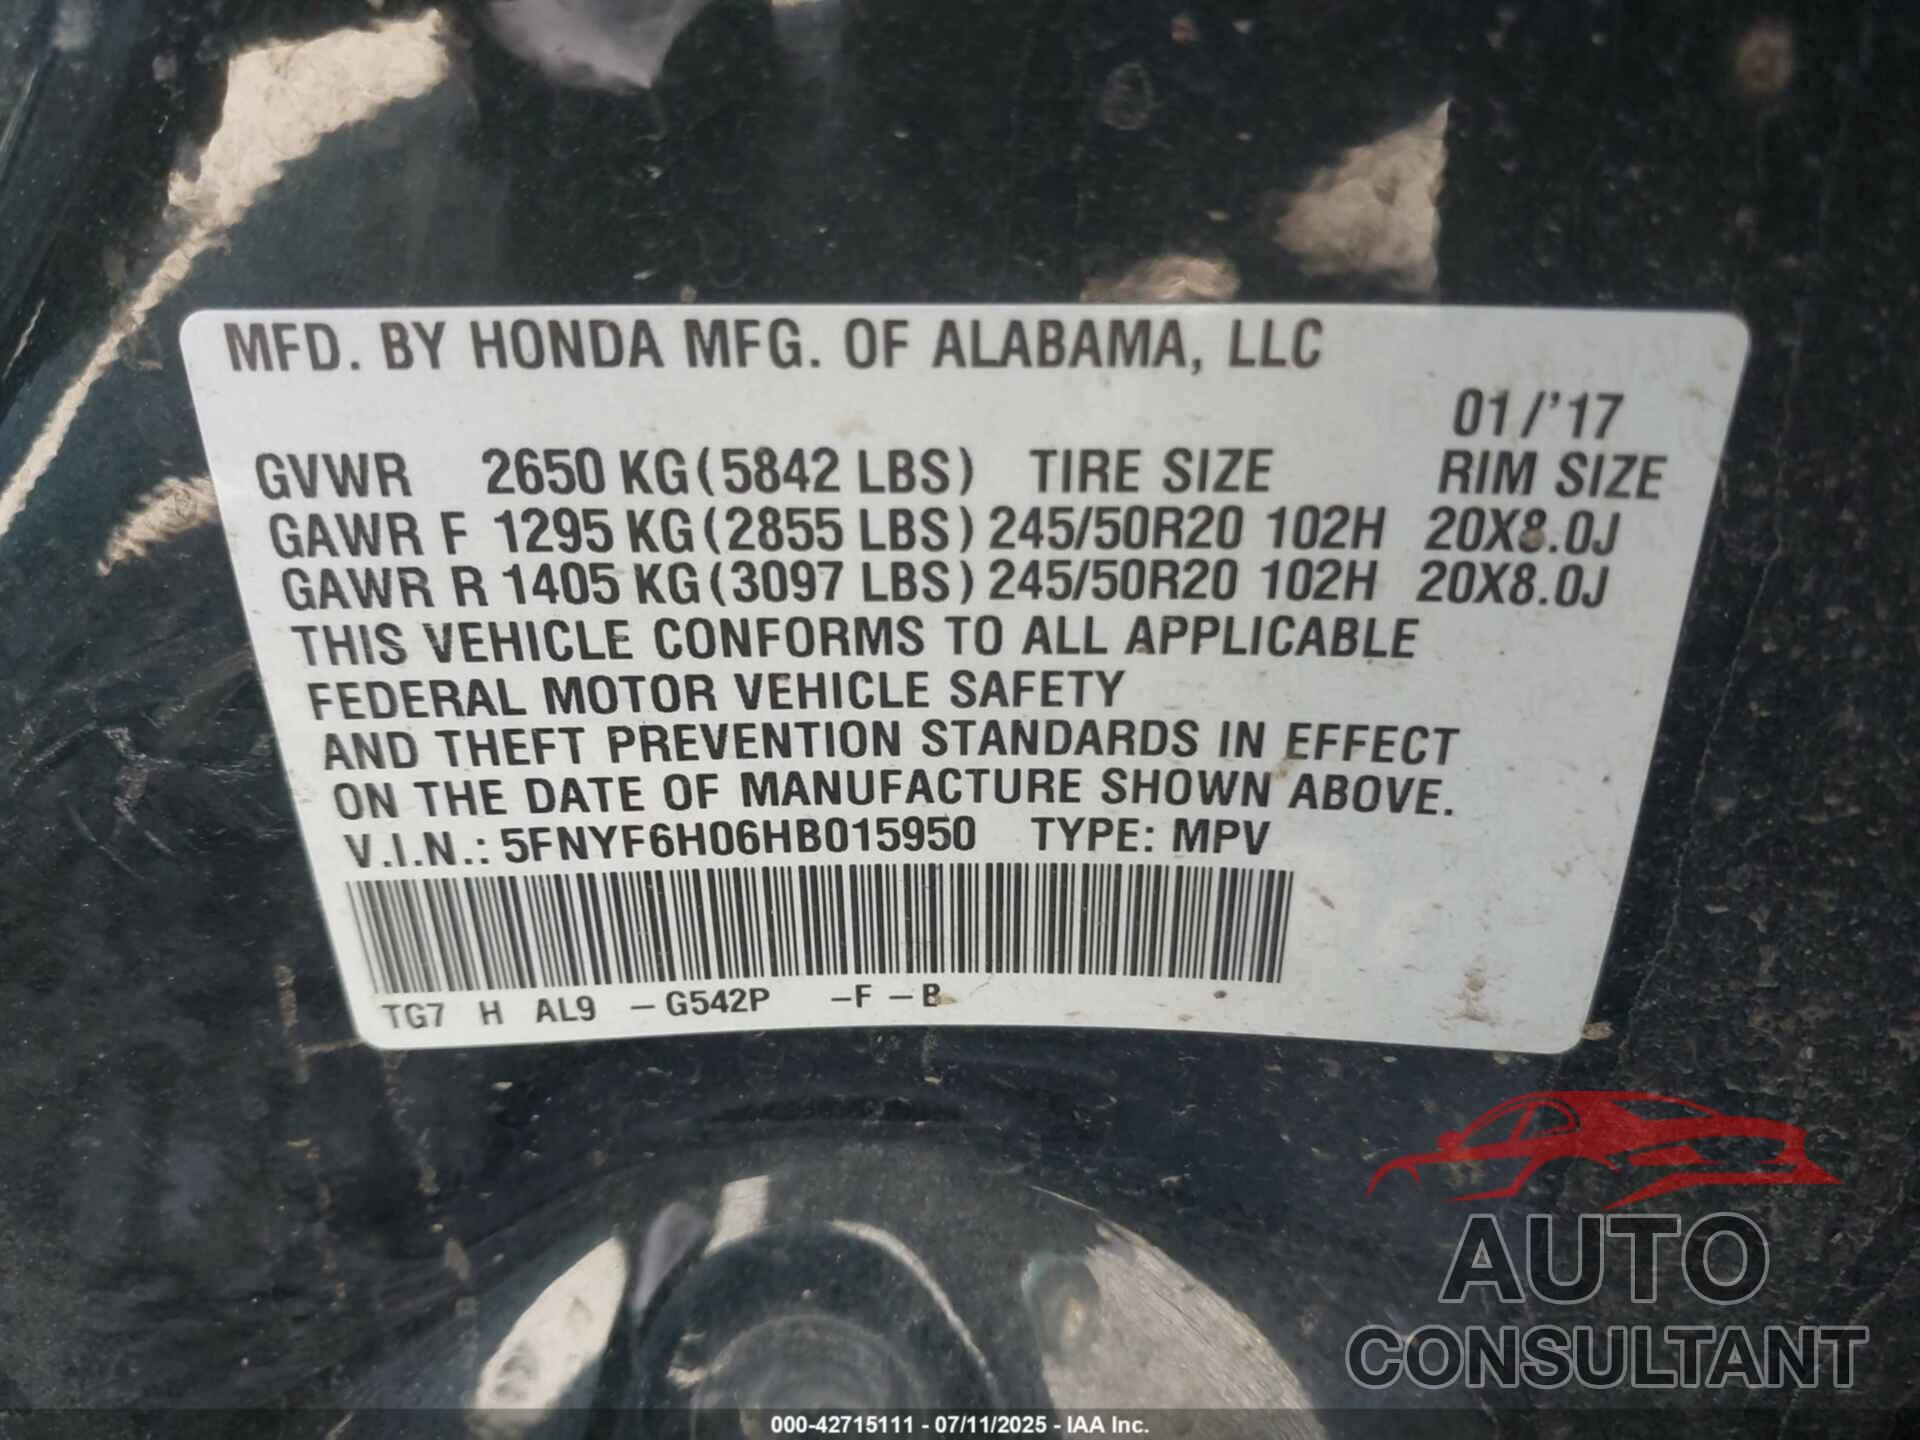 MFD. BY HONDA MFG. OF ALABAMA, LLC
01/'17
GVWR 2650 KG(5842 LBS) TIRE SIZE RIM SIZE
GAWR F 1295 KG(2855 LBS) 245/50R20 102H 20X8.0J
GAWR R 1405 KG(3097 LBS) 245/50R20 102H 20X8.0J
THIS VEHICLE CONFORMS TO ALL APPLICABLE
FEDERAL MOTOR VEHICLE SAFETY
AND THEFT PREVENTION STANDARDS IN EFFECT
ON THE DATE OF MANUFACTURE SHOWN ABOVE.
V.I.N.: 5FNYF6H06HB015950 TYPE: MPV
TG7 H AL9 -G542P -F -B
AUTO
CONSULTANT
000-42715111 - 07/11/2025 - IAA Inc.